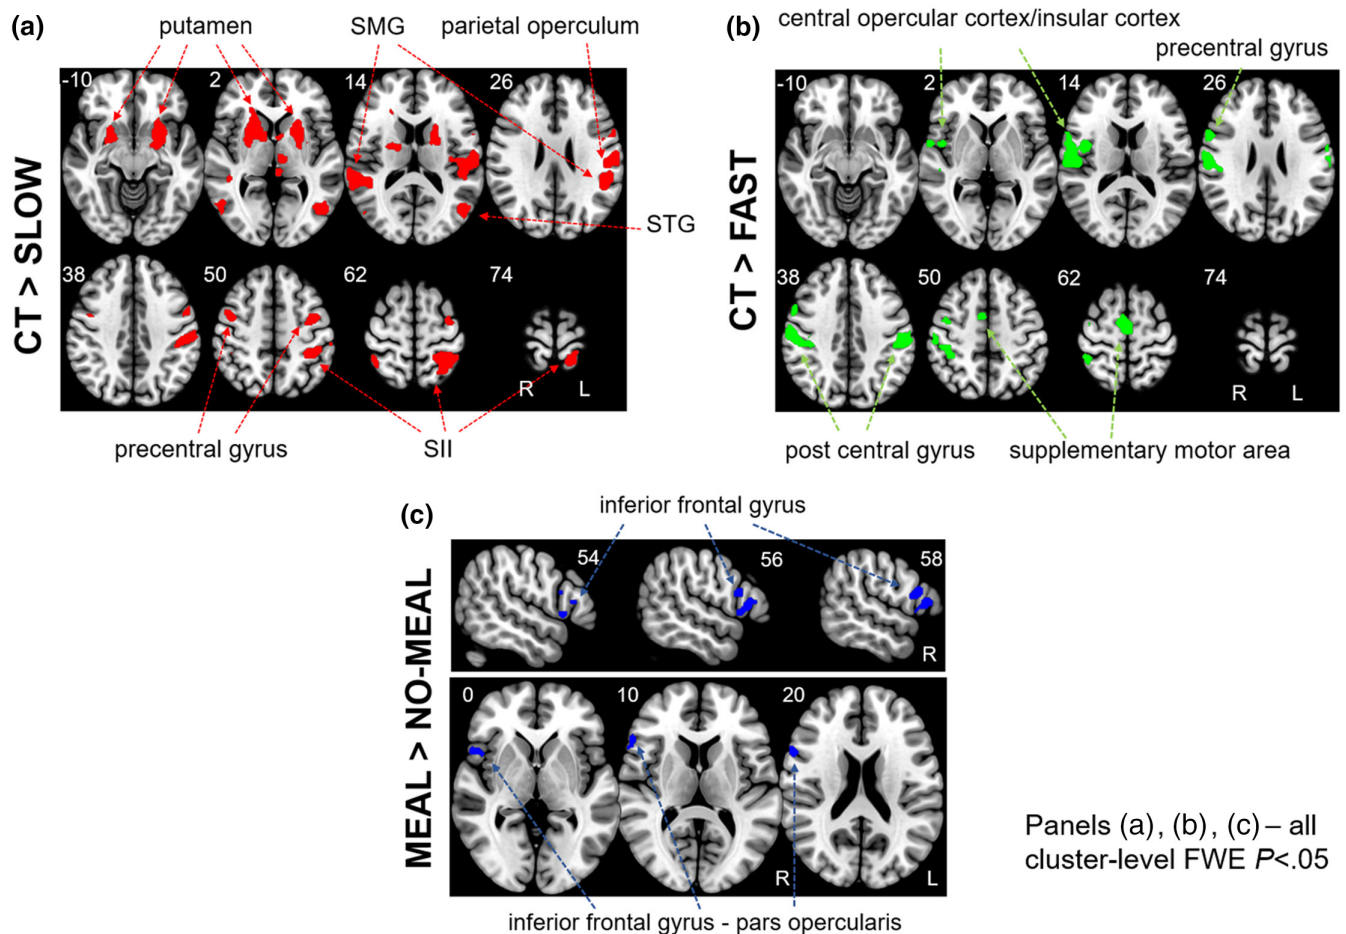 (a)
putamen
SMG
parietal operculum
CT > SLOW
-10
2
14
26
STG
38
50
62
74
R
L
precentral gyrus
SII
(b)
central opercular cortex/insular cortex
precentral gyrus
CT > FAST
-10
2
14
26
38
50
62
74
R
L
post central gyrus
supplementary motor area
(c)
inferior frontal gyrus
MEAL > NO-MEAL
54
56
58
R
0
10
20
R
L
inferior frontal gyrus - pars opercularis
Panels (a), (b), (c) – all
cluster-level FWE P<.05